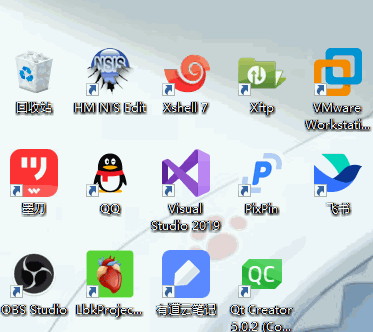 回收站
HM NIS Edit
Xshell 7
Xftp
VMware
Workstati...
墨刀
QQ
Visual
Studio 2019
PixPin
飞书
OBS Studio
LbkProjec...
有道云笔记
QC
Qt Creator
5.0.2 (Co...